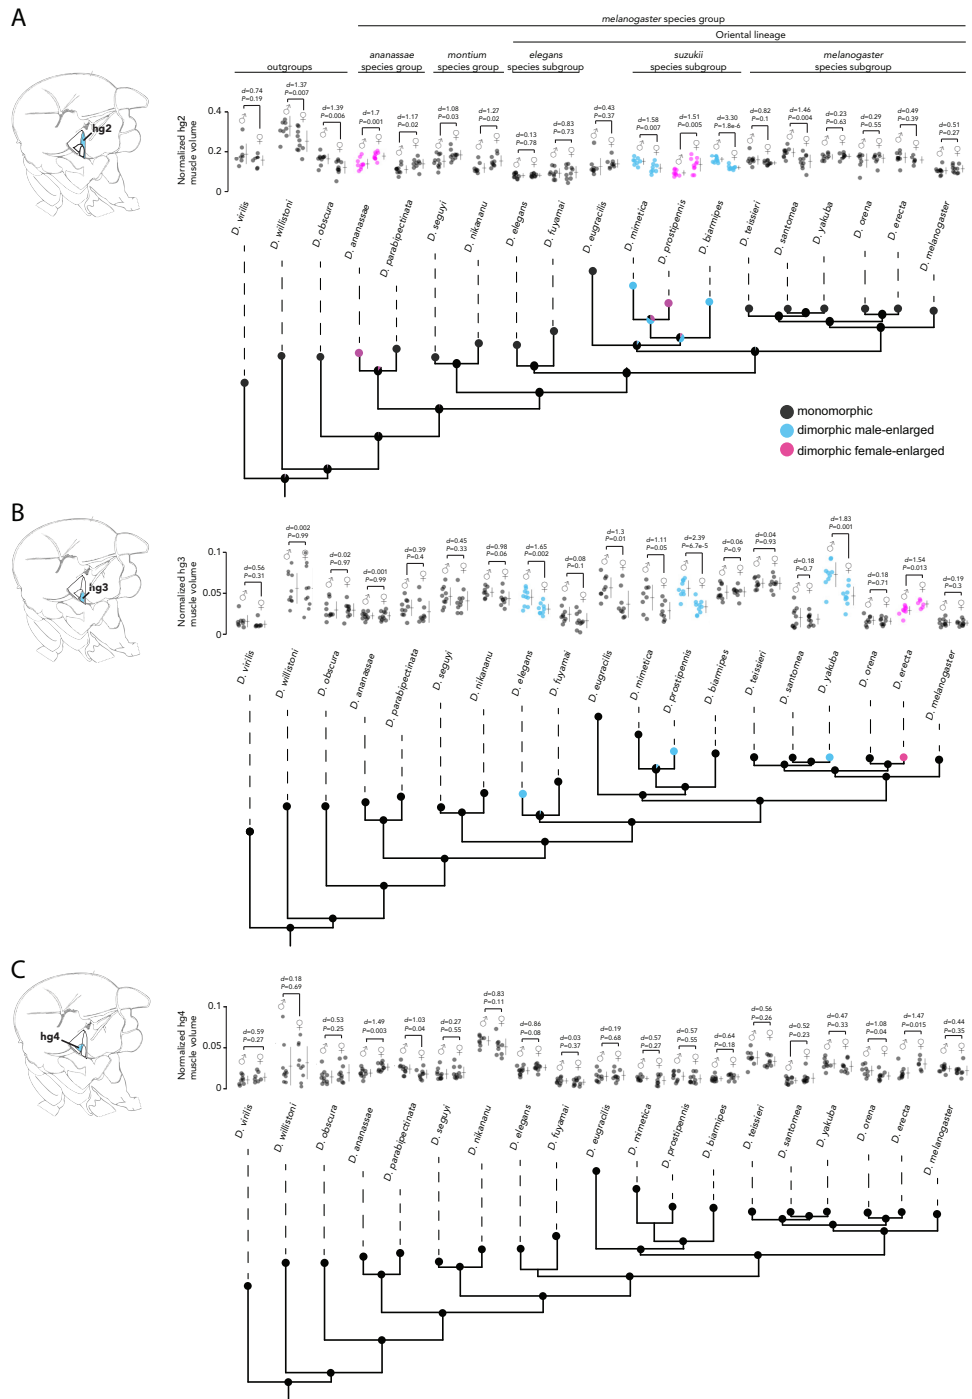 A
melanogaster species group
Oriental lineage
outgroups
ananassae
species group
montium
species group
elegans
species subgroup
suzukii
species subgroup
melanogaster
species subgroup
hg2
Normalized hg2
muscle volume
0.4
0.2
0
d=0.74
P=0.19
d=1.37
P=0.007
d=1.39
P=0.006
d=1.7
P=0.001
d=1.17
P=0.02
d=1.08
P=0.03
d=1.27
P=0.02
d=0.13
P=0.78
d=0.83
P=0.73
d=0.43
P=0.37
d=1.58
P=0.007
d=1.51
P=0.005
d=3.30
P=1.8e-6
d=0.82
P=0.1
d=1.46
P=0.004
d=0.23
P=0.63
d=0.29
P=0.55
d=0.49
P=0.39
d=0.51
P=0.27
D. virilis
D. willistoni
D. obscura
D. ananassae
D. parabipectinata
D. seguyi
D. nikananu
D. elegans
D. fuyamai
D. eugracilis
D. mimetica
D. prostipennis
D. biarmipes
D. teissieri
D. santomea
D. yakuba
D. orena
D. erecta
D. melanogaster
monomorphic
dimorphic male-enlarged
dimorphic female-enlarged
B
hg3
Normalized hg3
muscle volume
0.1
0.05
0
d=0.56
P=0.31
d=0.002
P=0.99
d=0.02
P=0.97
d=0.001
P=0.99
d=0.39
P=0.4
d=0.45
P=0.33
d=0.98
P=0.06
d=1.65
P=0.002
d=0.08
P=0.1
d=1.3
P=0.01
d=1.11
P=0.05
d=2.39
P=6.7e-5
d=0.06
P=0.9
d=0.04
P=0.93
d=0.18
P=0.7
d=1.83
P=0.001
d=0.18
P=0.71
d=1.54
P=0.013
d=0.19
P=0.3
D. virilis
D. willistoni
D. obscura
D. ananassae
D. parabipectinata
D. seguyi
D. nikananu
D. elegans
D. fuyamai
D. eugracilis
D. mimetica
D. prostipennis
D. biarmipes
D. teissieri
D. santomea
D. yakuba
D. orena
D. erecta
D. melanogaster
C
hg4
Normalized hg4
muscle volume
0.1
0.05
0
d=0.59
P=0.27
d=0.18
P=0.69
d=0.53
P=0.25
d=1.49
P=0.003
d=1.03
P=0.04
d=0.27
P=0.55
d=0.83
P=0.11
d=0.86
P=0.08
d=0.03
P=0.37
d=0.19
P=0.68
d=0.57
P=0.27
d=0.57
P=0.55
d=0.64
P=0.18
d=0.56
P=0.26
d=0.52
P=0.23
d=0.47
P=0.33
d=1.08
P=0.04
d=1.47
P=0.015
d=0.44
P=0.35
D. virilis
D. willistoni
D. obscura
D. ananassae
D. parabipectinata
D. seguyi
D. nikananu
D. elegans
D. fuyamai
D. eugracilis
D. mimetica
D. prostipennis
D. biarmipes
D. teissieri
D. santomea
D. yakuba
D. orena
D. erecta
D. melanogaster